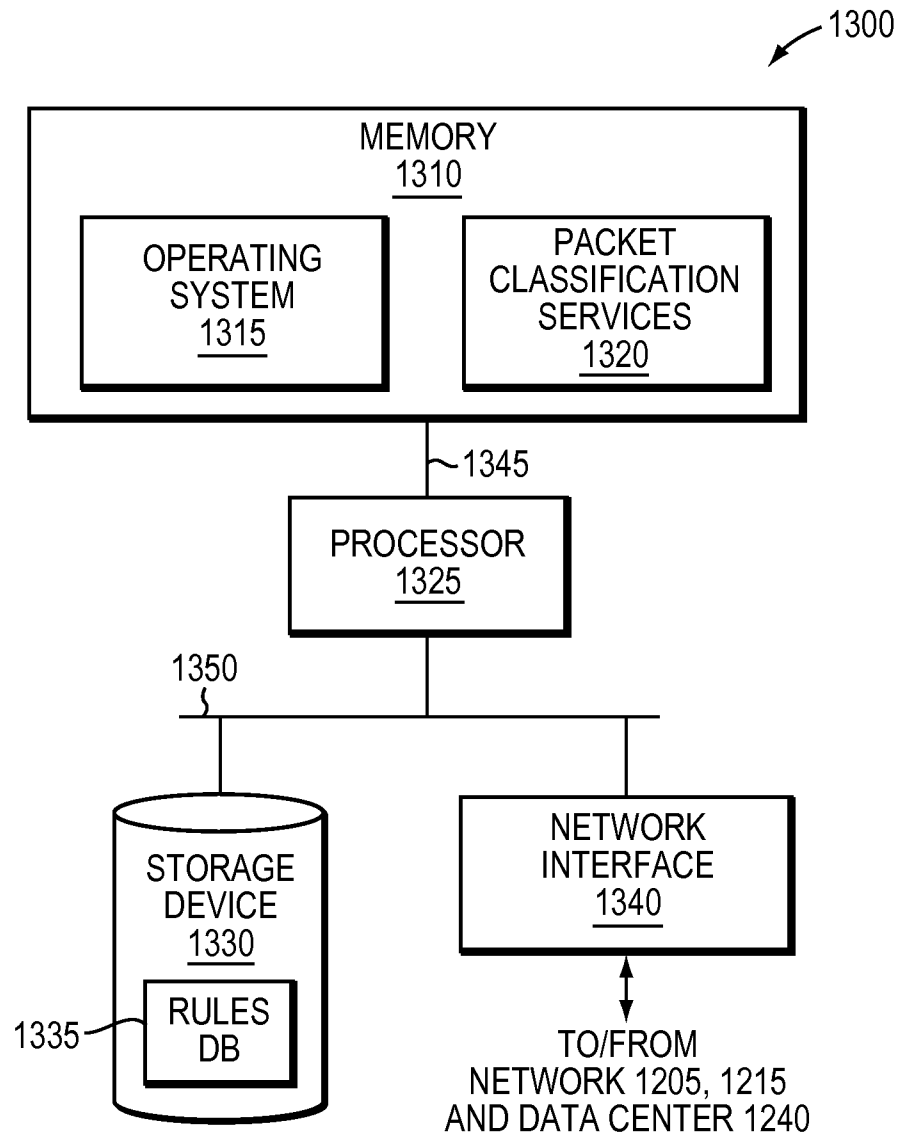 1300
MEMORY
1310
OPERATING
SYSTEM
1315
PACKET
CLASSIFICATION
SERVICES
1320
1345
PROCESSOR
1325
1350
STORAGE
DEVICE
1330
RULES
DB
1335
NETWORK
INTERFACE
1340
TO/FROM
NETWORK 1205, 1215
AND DATA CENTER 1240